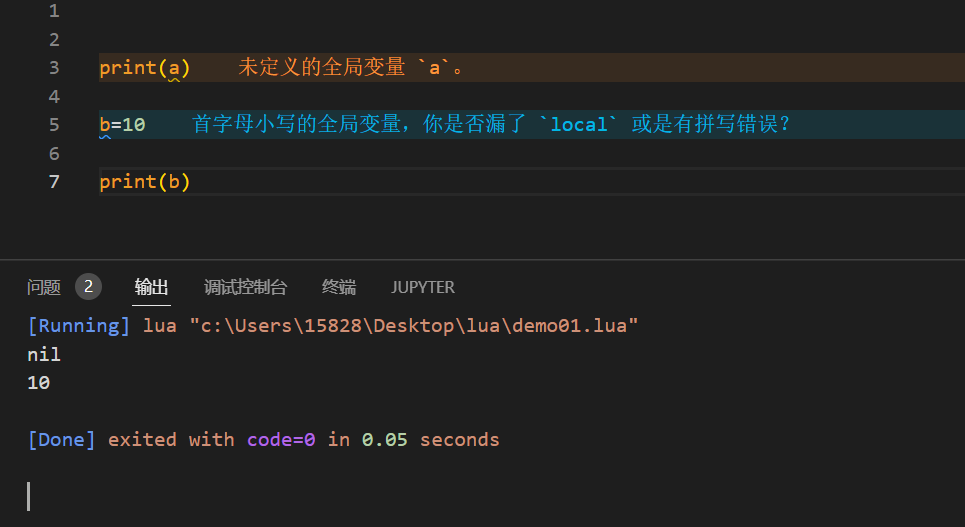 1
2
3 print(a) 未定义的全局变量 `a`。
4
5 b=10 首字母小写的全局变量，你是否漏了 `local` 或是有拼写错误？
6
7 print(b)
问题 2 输出 调试控制台 终端 JUPYTER
[Running] lua "c:\Users\15828\Desktop\lua\demo01.lua"
nil
10
[Done] exited with code=0 in 0.05 seconds